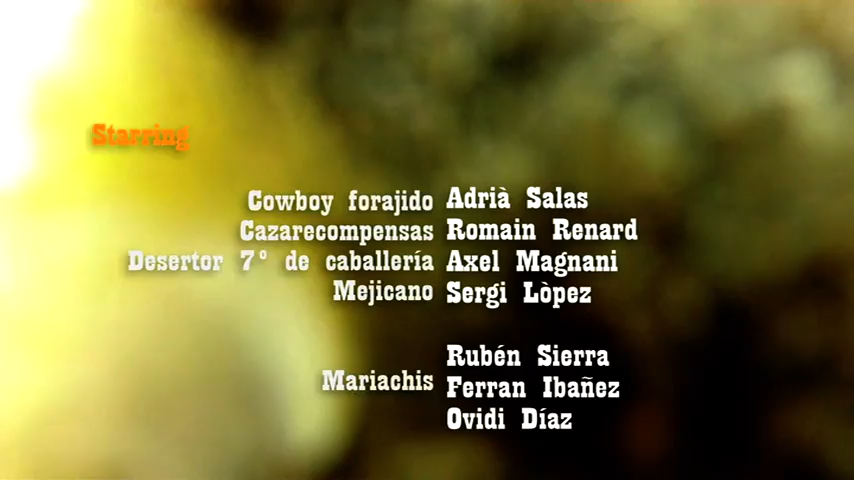 Starring
Cowboy forajido Adrià Salas
Cazarecompensas Romain Renard
Desertor 7º de caballería Axel Magnani
Mejicano Sergi Lòpez
Mariachis
Rubén Sierra
Ferran Ibañez
Ovidi Díaz